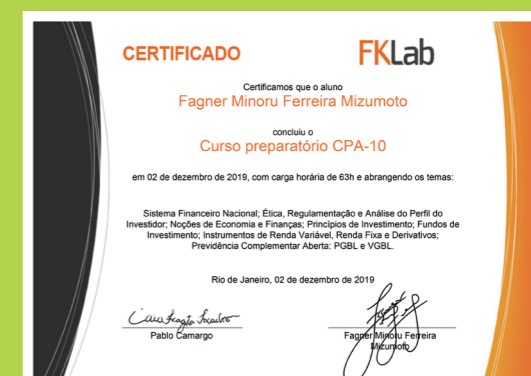 CERTIFICADO
FKLab
Certificamos que o aluno
Fagner Minoru Ferreira Mizumoto
concluiu o
Curso preparatório CPA-10
em 02 de dezembro de 2019, com carga horária de 63h e abrangendo os temas:
Sistema Financeiro Nacional; Ética, Regulamentação e Análise do Perfil do
Investidor; Noções de Economia e Finanças; Princípios de Investimento; Fundos de
Investimento; Instrumentos de Renda Variável, Renda Fixa e Derivativos;
Previdência Complementar Aberta: PGBL e VGBL.
Rio de Janeiro, 02 de dezembro de 2019
Pablo Camargo
Fagner Minoru Ferreira
Mizumoto